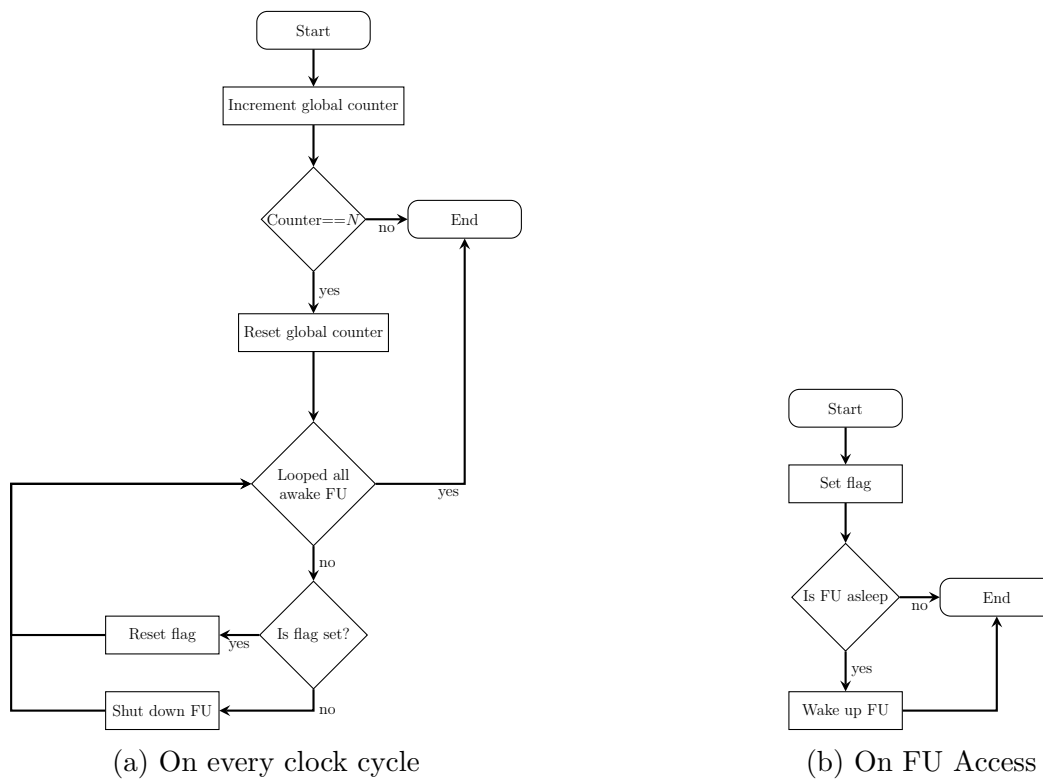 Start
Increment global counter
Counter==N
no
End
yes
Reset global counter
Looped all
awake FU
yes
no
Is flag set?
yes
Reset flag
no
Shut down FU
(a) On every clock cycle
Start
Set flag
Is FU asleep
no
End
yes
Wake up FU
(b) On FU Access